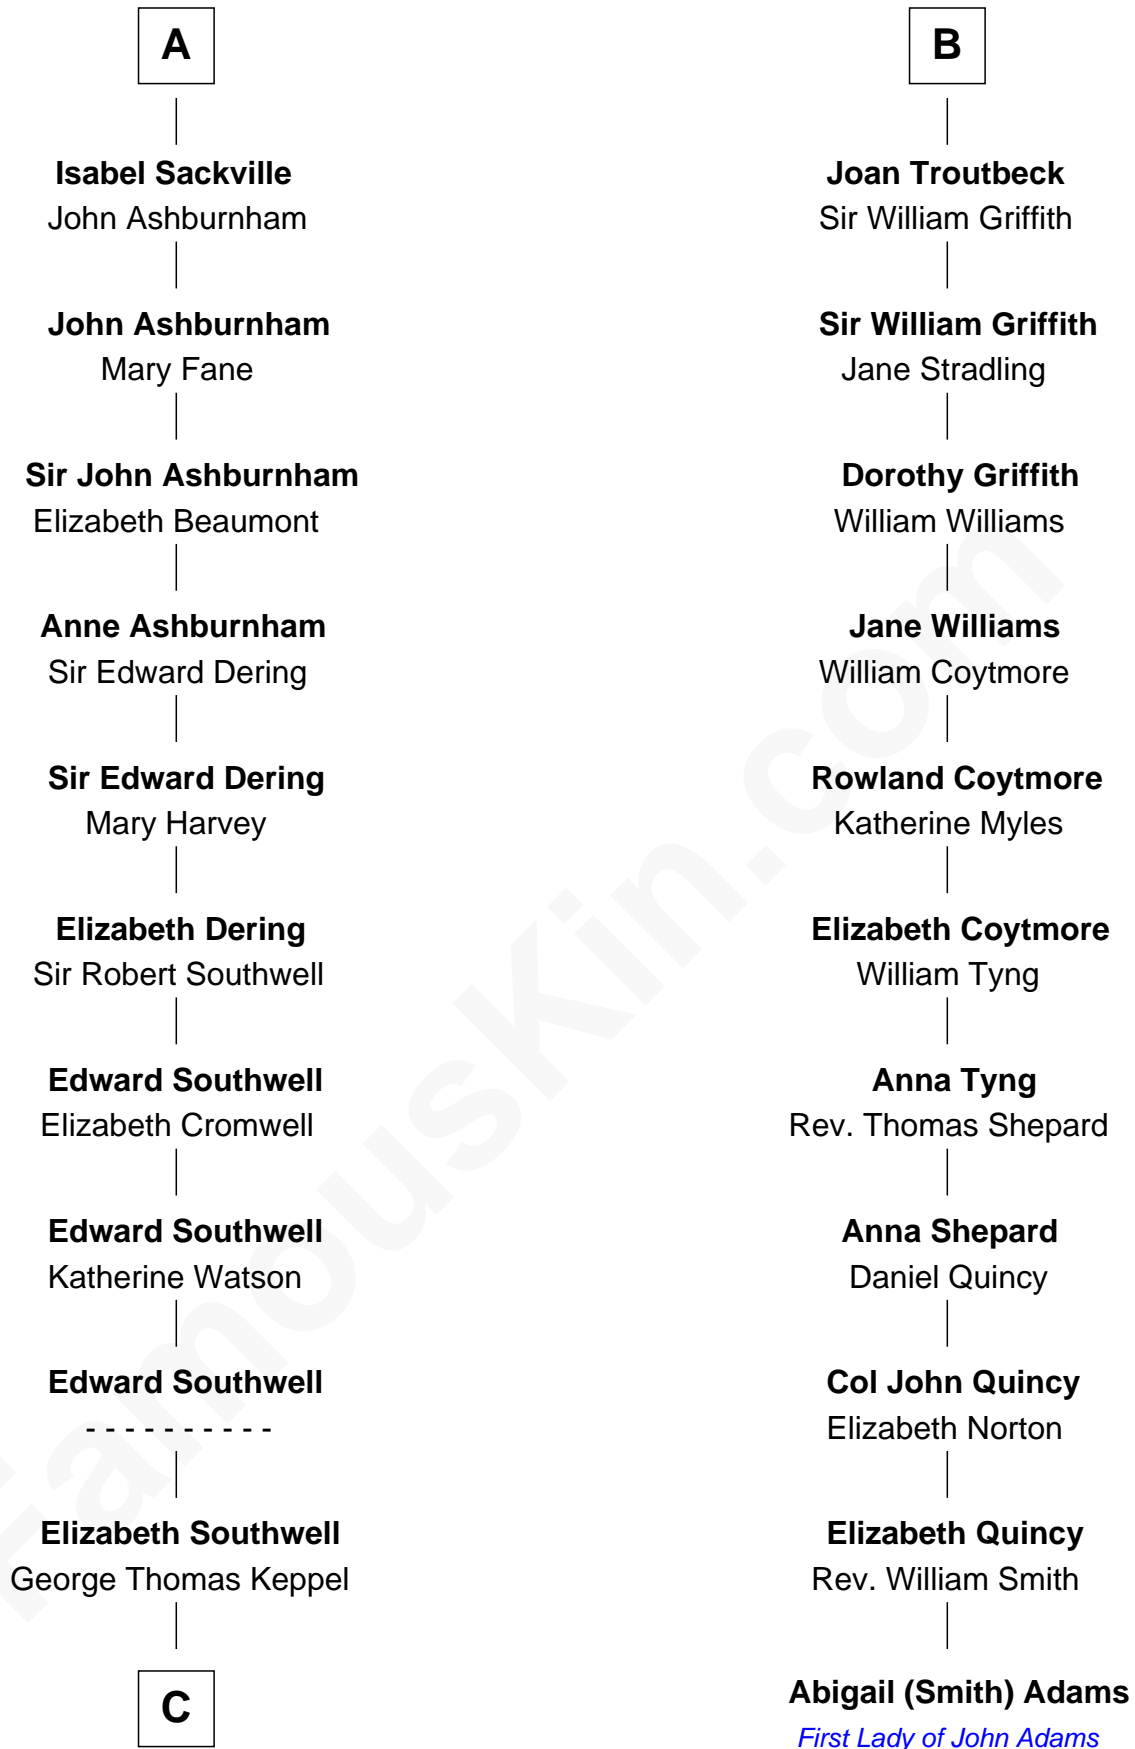 A
Isabel Sackville
John Ashburnham
John Ashburnham
Mary Fane
Sir John Ashburnham
Elizabeth Beaumont
Anne Ashburnham
Sir Edward Dering
Sir Edward Dering
Mary Harvey
Elizabeth Dering
Sir Robert Southwell
Edward Southwell
Elizabeth Cromwell
Edward Southwell
Katherine Watson
Edward Southwell
- - - - - - - - - -
Elizabeth Southwell
George Thomas Keppel
C
B
Joan Troutbeck
Sir William Griffith
Sir William Griffith
Jane Stradling
Dorothy Griffith
William Williams
Jane Williams
William Coytmore
Rowland Coytmore
Katherine Myles
Elizabeth Coytmore
William Tyng
Anna Tyng
Rev. Thomas Shepard
Anna Shepard
Daniel Quincy
Col John Quincy
Elizabeth Norton
Elizabeth Quincy
Rev. William Smith
Abigail (Smith) Adams
First Lady of John Adams
FamousKin.com